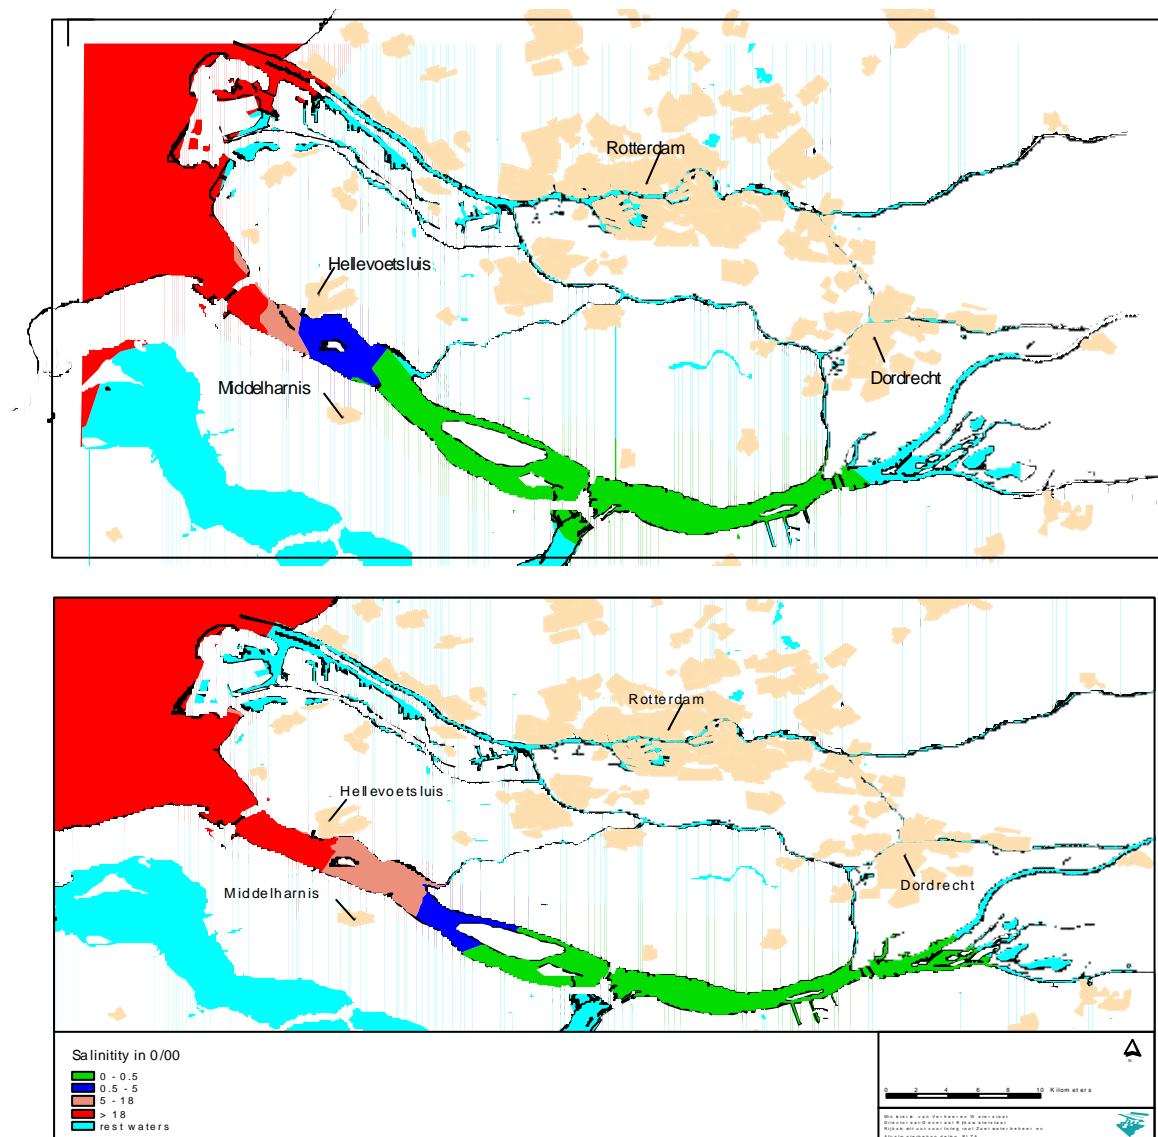 Rotterdam
Hellevoetsluis
Middelharnis
Dordrecht
Rotterdam
Hellevoetsluis
Middelharnis
Dordrecht
Salinitity in 0/00
0 - 0.5
0.5 - 5
5 - 18
> 18
rest waters
N
0 2 4 6 8 10 Kilometers
Ministerie van Verkeer en Waterstaat
Directoraat-Generaal Rijkswaterstaat